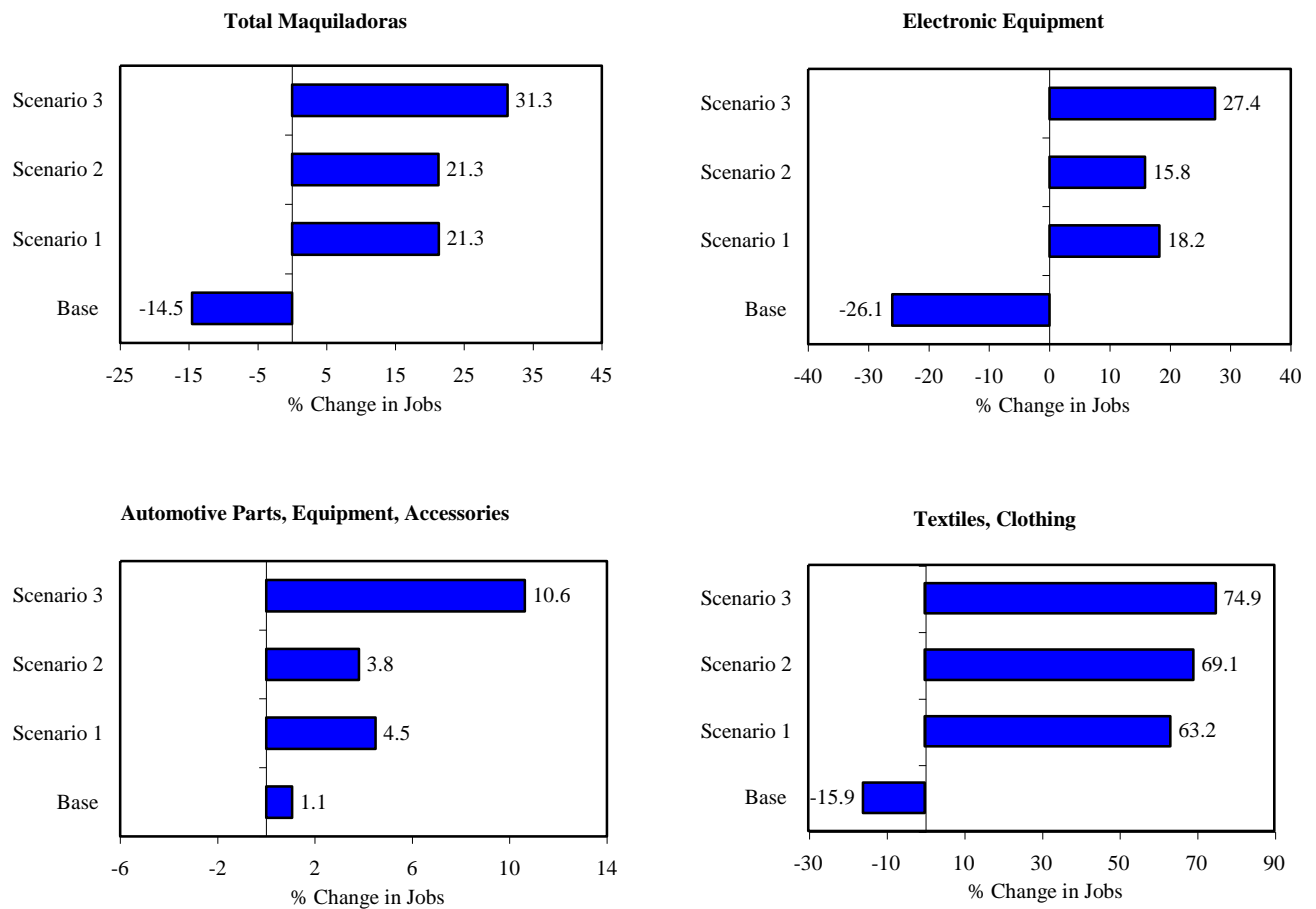 Total Maquiladoras
Scenario 3
31.3
Scenario 2
21.3
Scenario 1
21.3
Base
-14.5
-25 -15 -5 5 15 25 35 45
% Change in Jobs
Electronic Equipment
Scenario 3
27.4
Scenario 2
15.8
Scenario 1
18.2
Base
-26.1
-40 -30 -20 -10 0 10 20 30 40
% Change in Jobs
Automotive Parts, Equipment, Accessories
Scenario 3
10.6
Scenario 2
3.8
Scenario 1
4.5
Base
1.1
-6 -2 2 6 10 14
% Change in Jobs
Textiles, Clothing
Scenario 3
74.9
Scenario 2
69.1
Scenario 1
63.2
Base
-15.9
-30 -10 10 30 50 70 90
% Change in Jobs